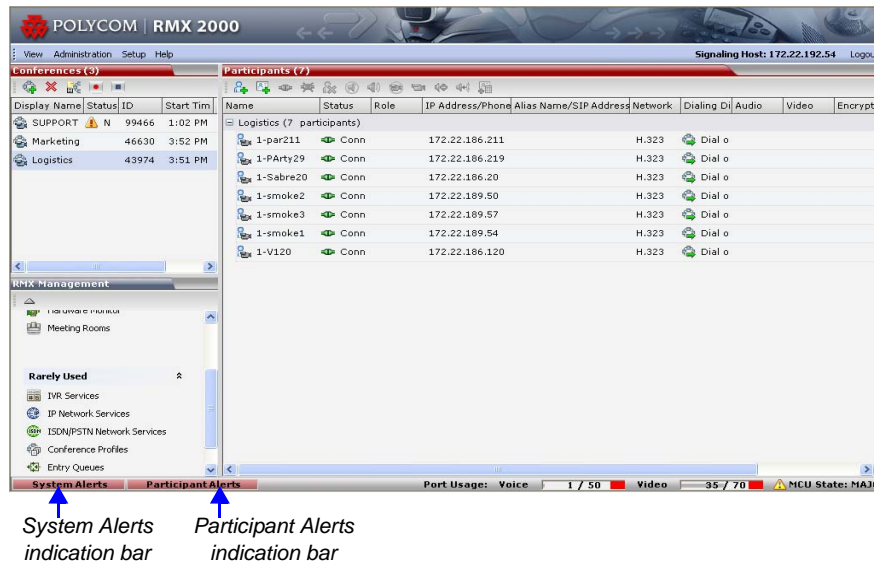 POLYCOM | RMX 2000
View Administration Setup Help Signaling Host: 172.22.192.54 Logou
Conferences (3)
Participants (7)
Display Name Status ID Start Tim
SUPPORT N 99466 1:02 PM
Marketing 46630 3:52 PM
Logistics 43974 3:51 PM
Name Status Role IP Address/Phone Alias Name/SIP Address Network Dialing Di Audio Video Encrypt
Logistics (7 participants)
1-par211 Conn 172.22.186.211 H.323 Dial o
1-PArty29 Conn 172.22.186.219 H.323 Dial o
1-Sabre20 Conn 172.22.186.20 H.323 Dial o
1-smoke2 Conn 172.22.189.50 H.323 Dial o
1-smoke3 Conn 172.22.189.57 H.323 Dial o
1-smoke1 Conn 172.22.189.54 H.323 Dial o
1-V120 Conn 172.22.186.120 H.323 Dial o
RMX Management
Hardware Monitor
Meeting Rooms
Rarely Used
IVR Services
IP Network Services
ISDN/PSTN Network Services
Conference Profiles
Entry Queues
System Alerts Participant Alerts Port Usage: Voice 1 / 50 Video 35 / 70 MCU State: MAJ
System Alerts
indication bar
Participant Alerts
indication bar